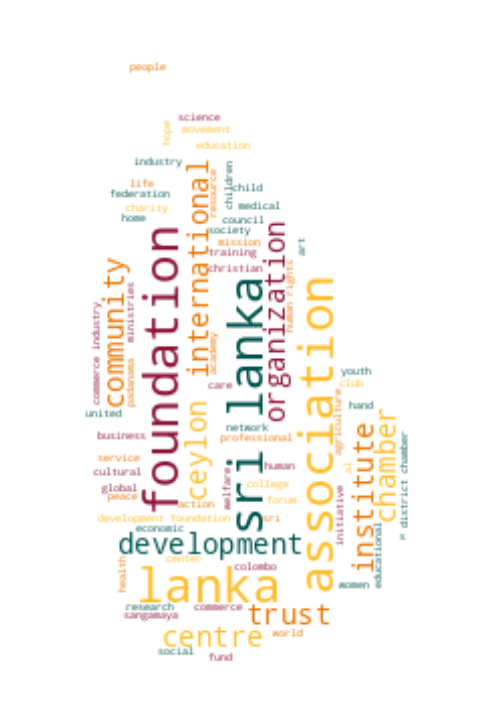 people
science
hope
movement
education
industry
international
resource
children
child
life
federation
charity
home
medical
council
society
mission
training
christian
art
organization
human rights
foundation
community
ministries
commerce industry
padanama
academy
care
sri lanka
association
youth
club
hand
united
ceylon
network
professional
agriculture
chamber
institute
district chamber
business
service
cultural
global
peace
human
welfare
college
forum
al
initiative
action
sri
development foundation
economic
development
educational
women
health
center
colombo
lanka
research
commerce
sangamaya
trust
centre
world
social
fund